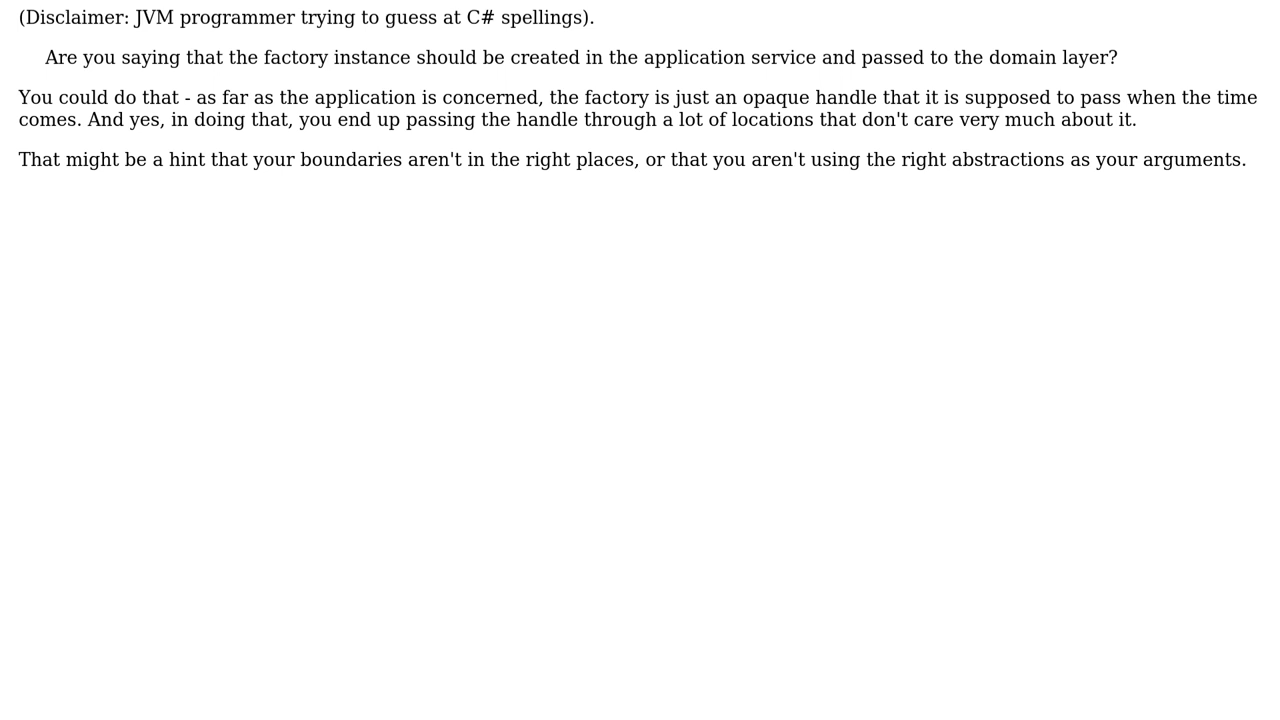 (Disclaimer: JVM programmer trying to guess at C# spellings).
Are you saying that the factory instance should be created in the application service and passed to the domain layer?
You could do that - as far as the application is concerned, the factory is just an opaque handle that it is supposed to pass when the time
comes. And yes, in doing that, you end up passing the handle through a lot of locations that don't care very much about it.
That might be a hint that your boundaries aren't in the right places, or that you aren't using the right abstractions as your arguments.